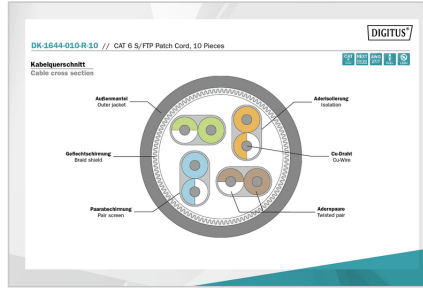 DIGITUS®
DK-1644-010-R-10 // CAT 6 S/FTP Patch Cord, 10 Pieces
Kabelquerschnitt
Cable cross section
Außenmantel
Outer jacket
Aderisolierung
Isolation
Geflechtschirmung
Braid shield
Cu-Draht
Cu-Wire
Paarabschirmung
Pair screen
Adernpaare
Twisted pair